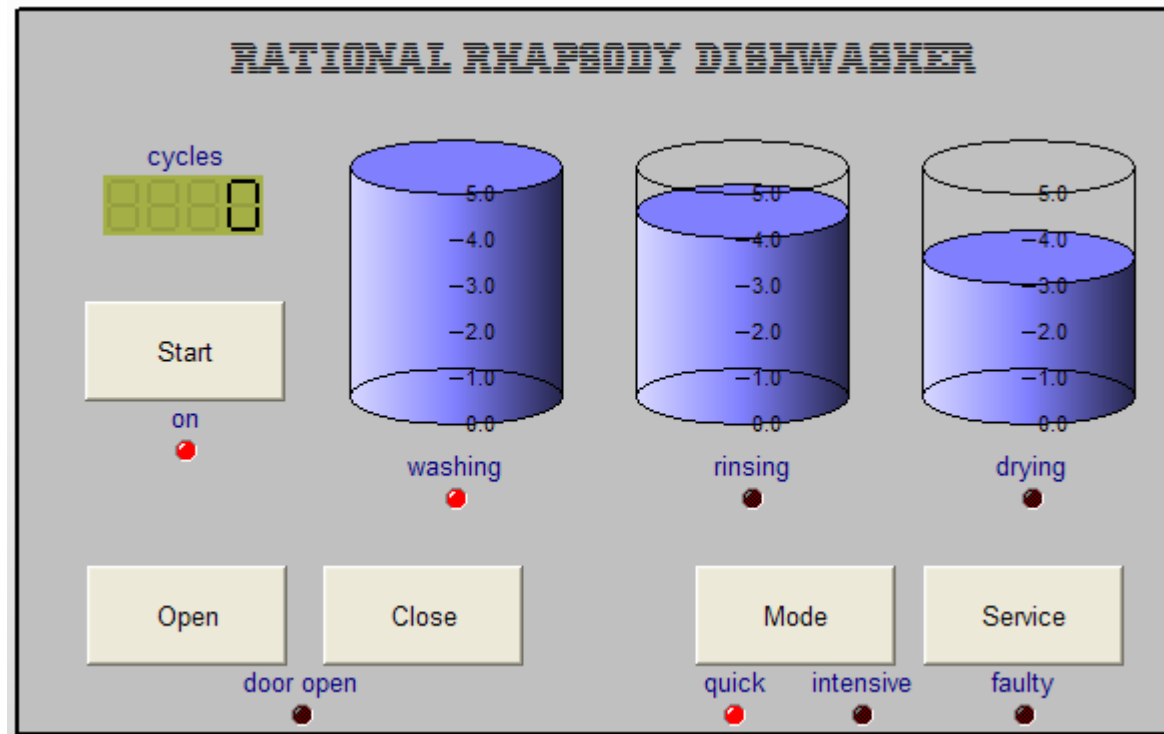 RATIONAL RHAPSODY DISHWASHER
cycles
0
Start
on
5.0
4.0
3.0
2.0
1.0
0.0
washing
5.0
4.0
3.0
2.0
1.0
0.0
rinsing
5.0
4.0
3.0
2.0
1.0
0.0
drying
Open
Close
Mode
Service
door open
quick
intensive
faulty